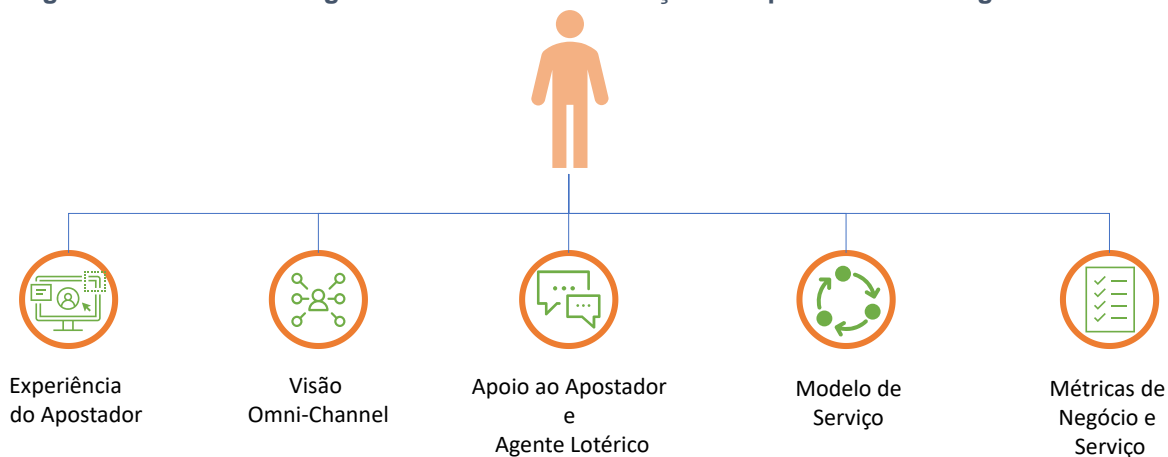 Experiência
do Apostador
Visão
Omni-Channel
Apoio ao Apostador
e
Agente Lotérico
Modelo de
Serviço
Métricas de
Negócio e
Serviço